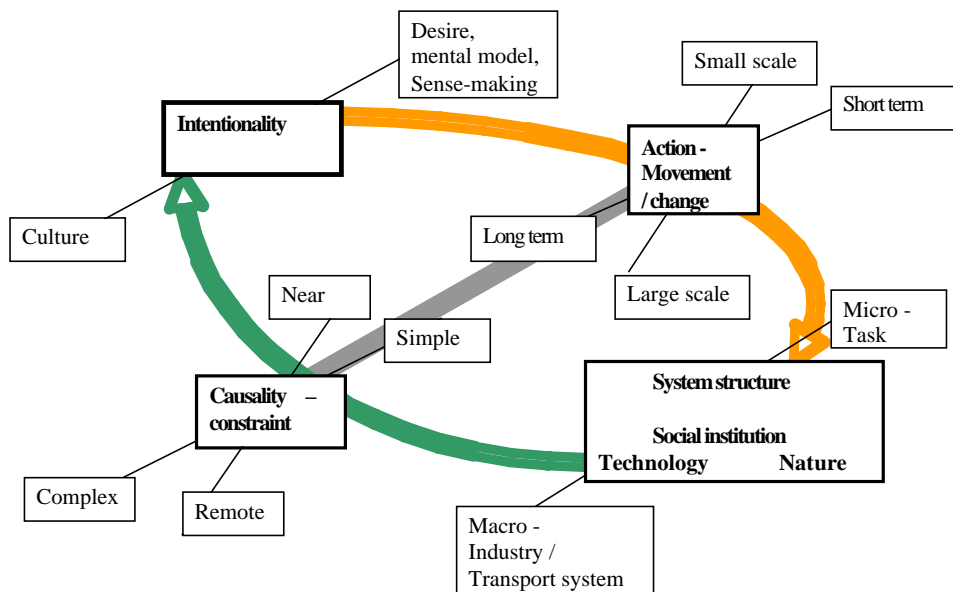 Desire,
mental model,
Sense-making
Small scale
Intentionality
Short term
Action -
Movement
/ change
Culture
Long term
Near
Large scale
Micro -
Task
Simple
Causality –
constraint
System structure
Social institution
Technology Nature
Complex
Remote
Macro -
Industry /
Transport system